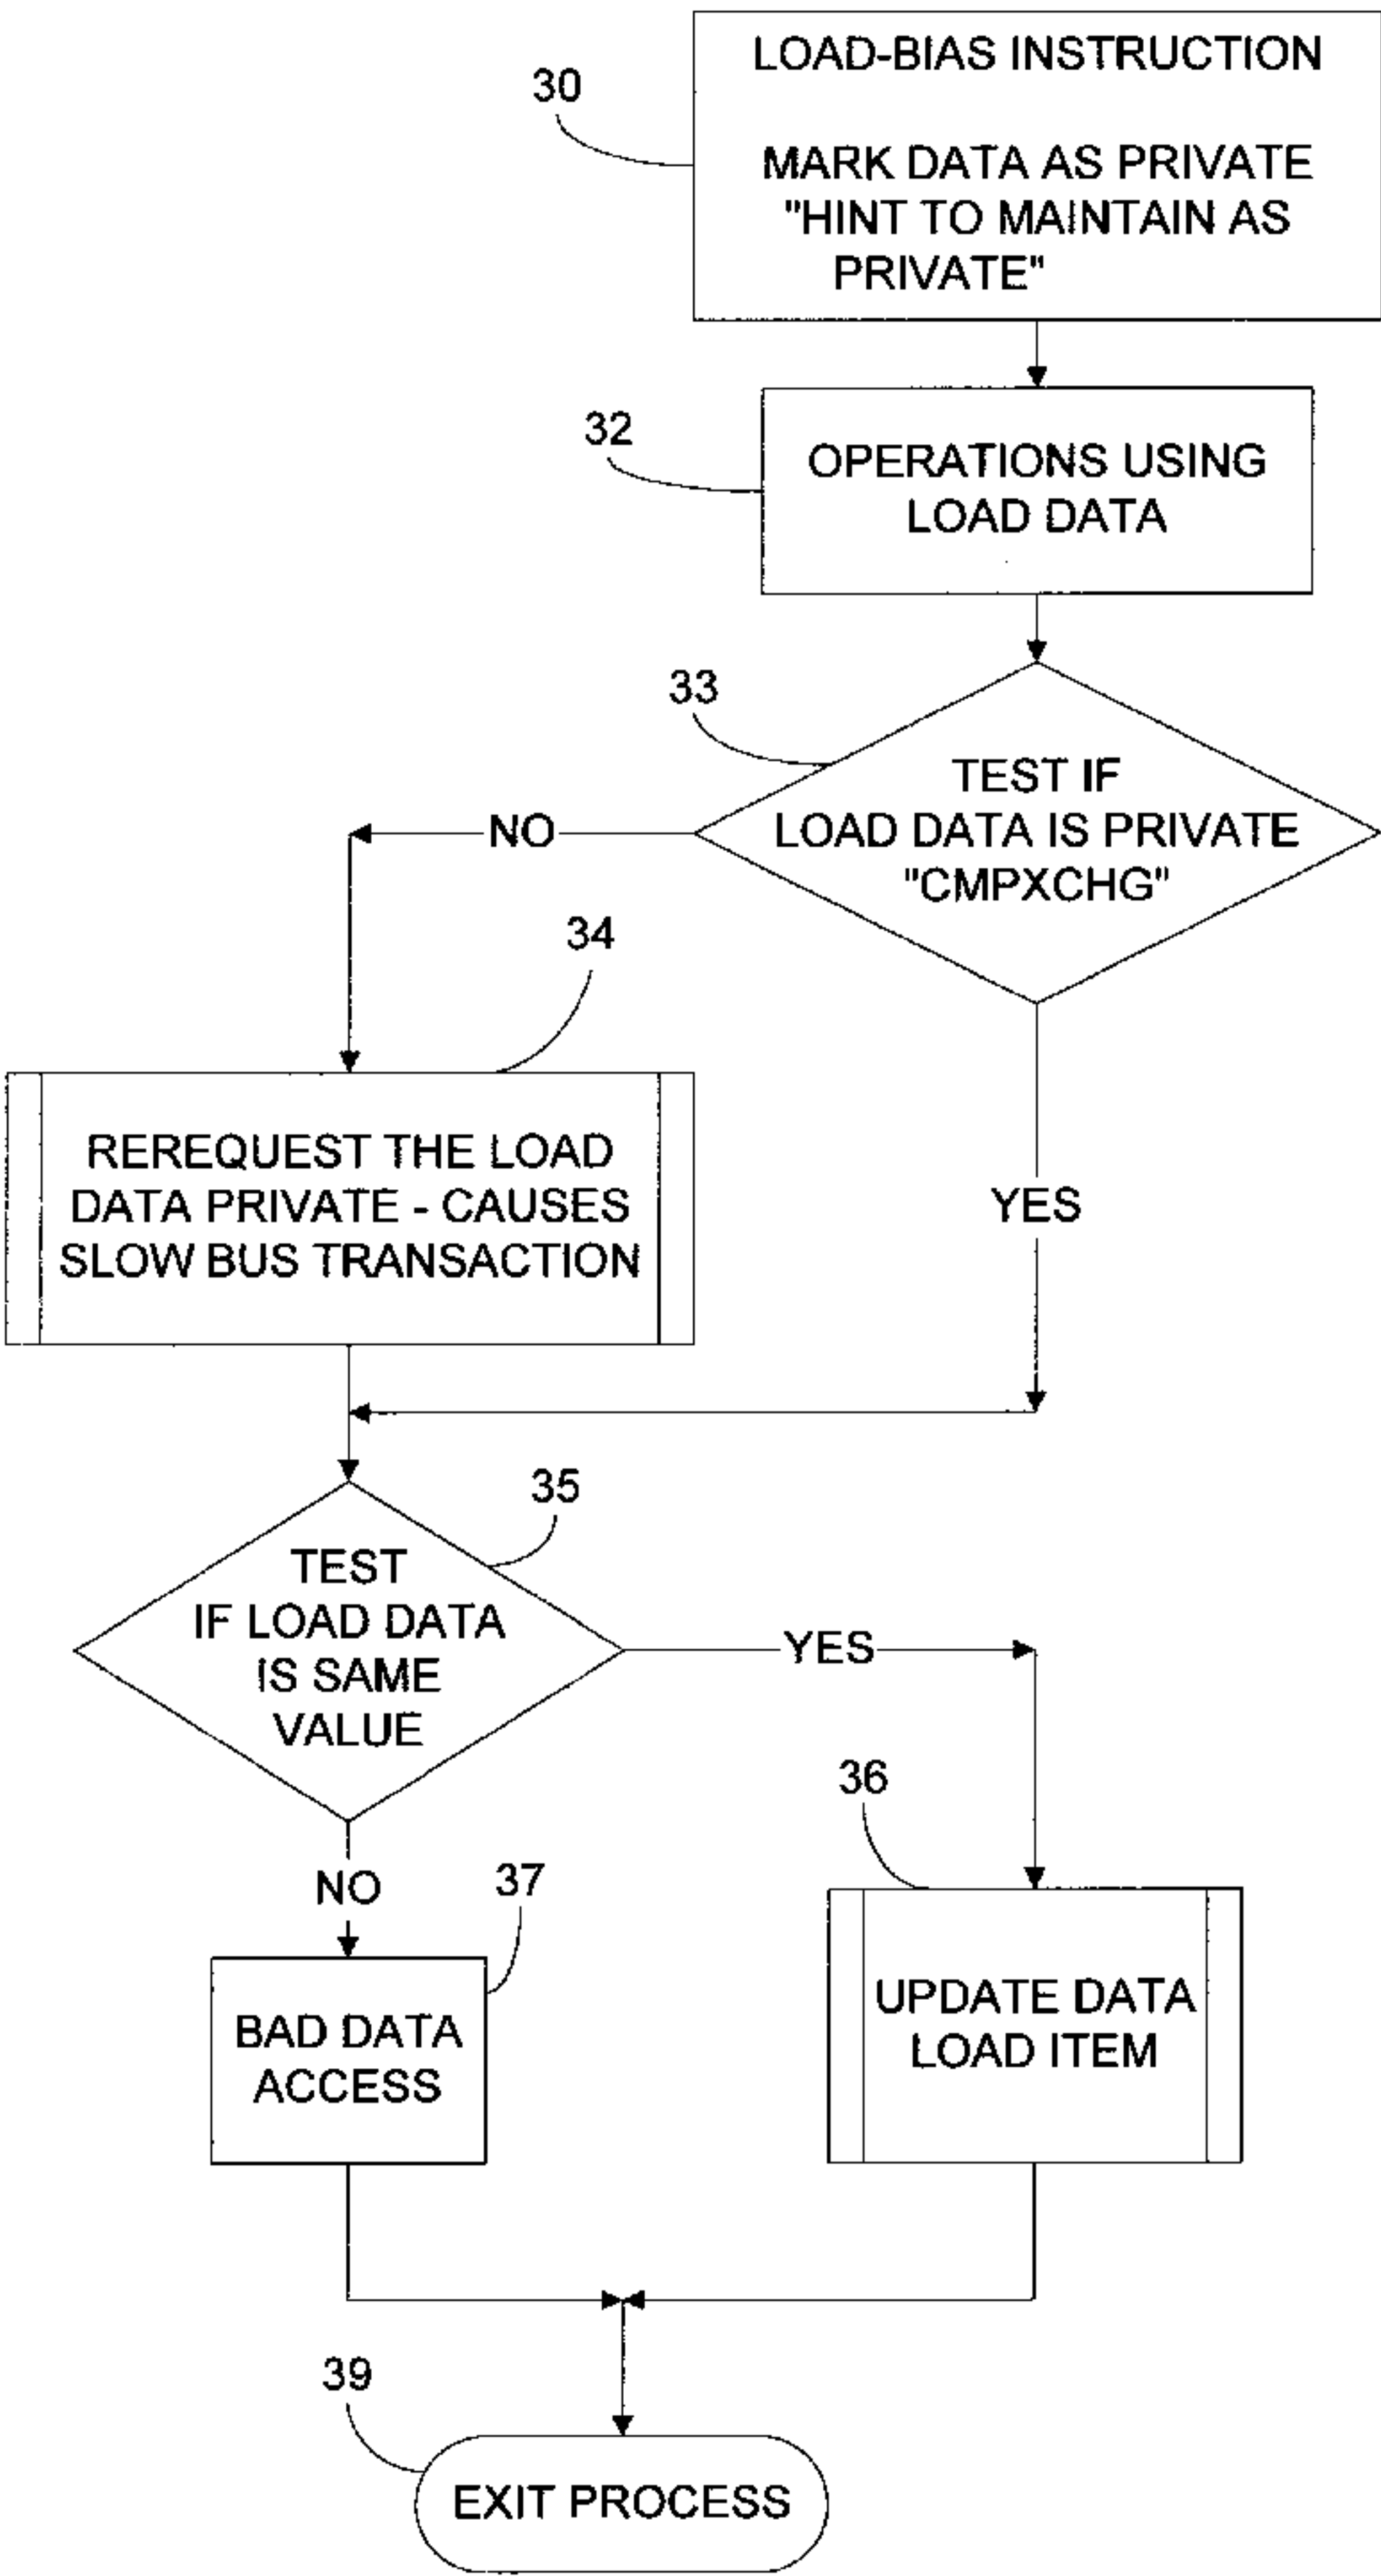 LOAD-BIAS INSTRUCTION
30
MARK DATA AS PRIVATE
"HINT TO MAINTAIN AS
PRIVATE"
32
OPERATIONS USING
LOAD DATA
33
TEST IF
LOAD DATA IS PRIVATE
"CMPXCHG"
NO
34
REREQUEST THE LOAD
DATA PRIVATE - CAUSES
SLOW BUS TRANSACTION
YES
35
TEST
IF LOAD DATA
IS SAME
VALUE
YES
36
NO
37
BAD DATA
ACCESS
UPDATE DATA
LOAD ITEM
39
EXIT PROCESS